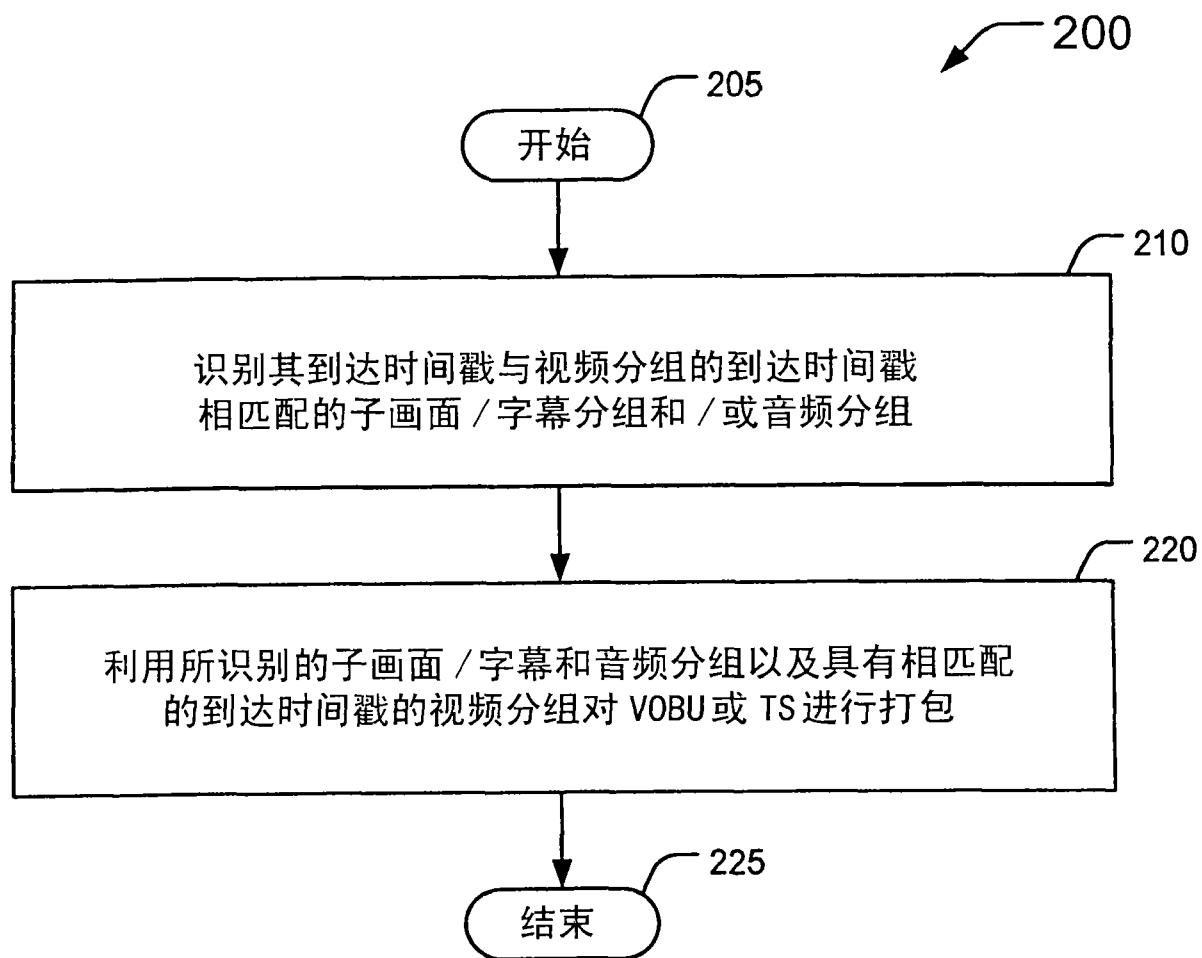 200
205
开始
210
识别其到达时间戳与视频分组的到达时间戳
相匹配的子画面/字幕分组和/或音频分组
220
利用所识别的子画面/字幕和音频分组以及具有相匹配
的到达时间戳的视频分组对 VOBU或 TS进行打包
225
结束